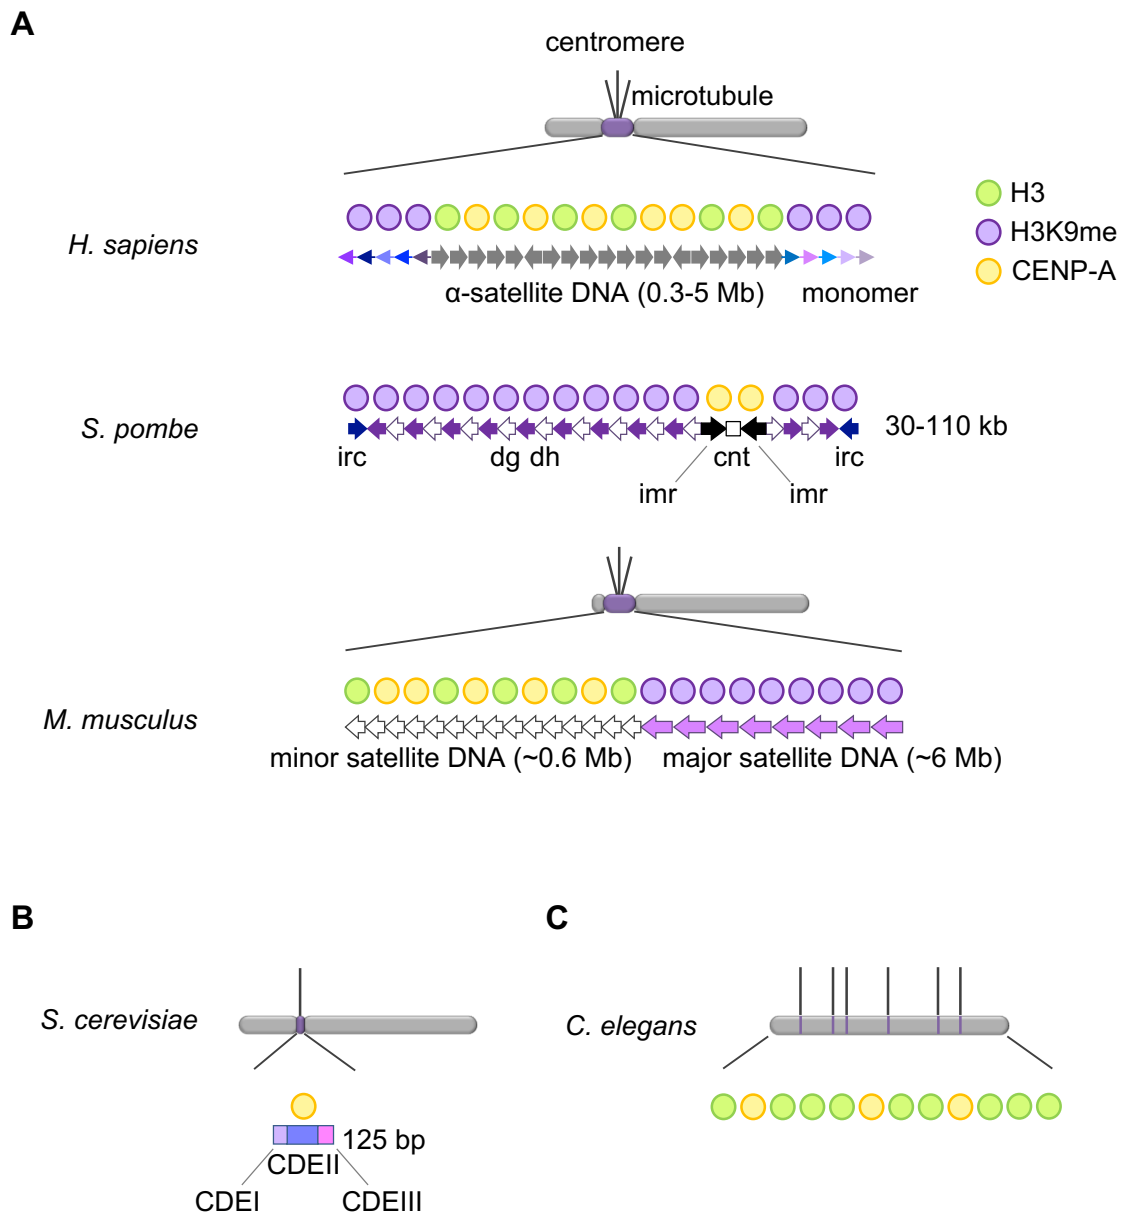 A
centromere
microtubule
H3
H3K9me
CENP-A
H. sapiens
α-satellite DNA (0.3-5 Mb)
monomer
S. pombe
30-110 kb
irc
dg dh
cnt
irc
imr
imr
M. musculus
minor satellite DNA (~0.6 Mb)
major satellite DNA (~6 Mb)
B
S. cerevisiae
125 bp
CDEII
CDEI
CDEIII
C
C. elegans